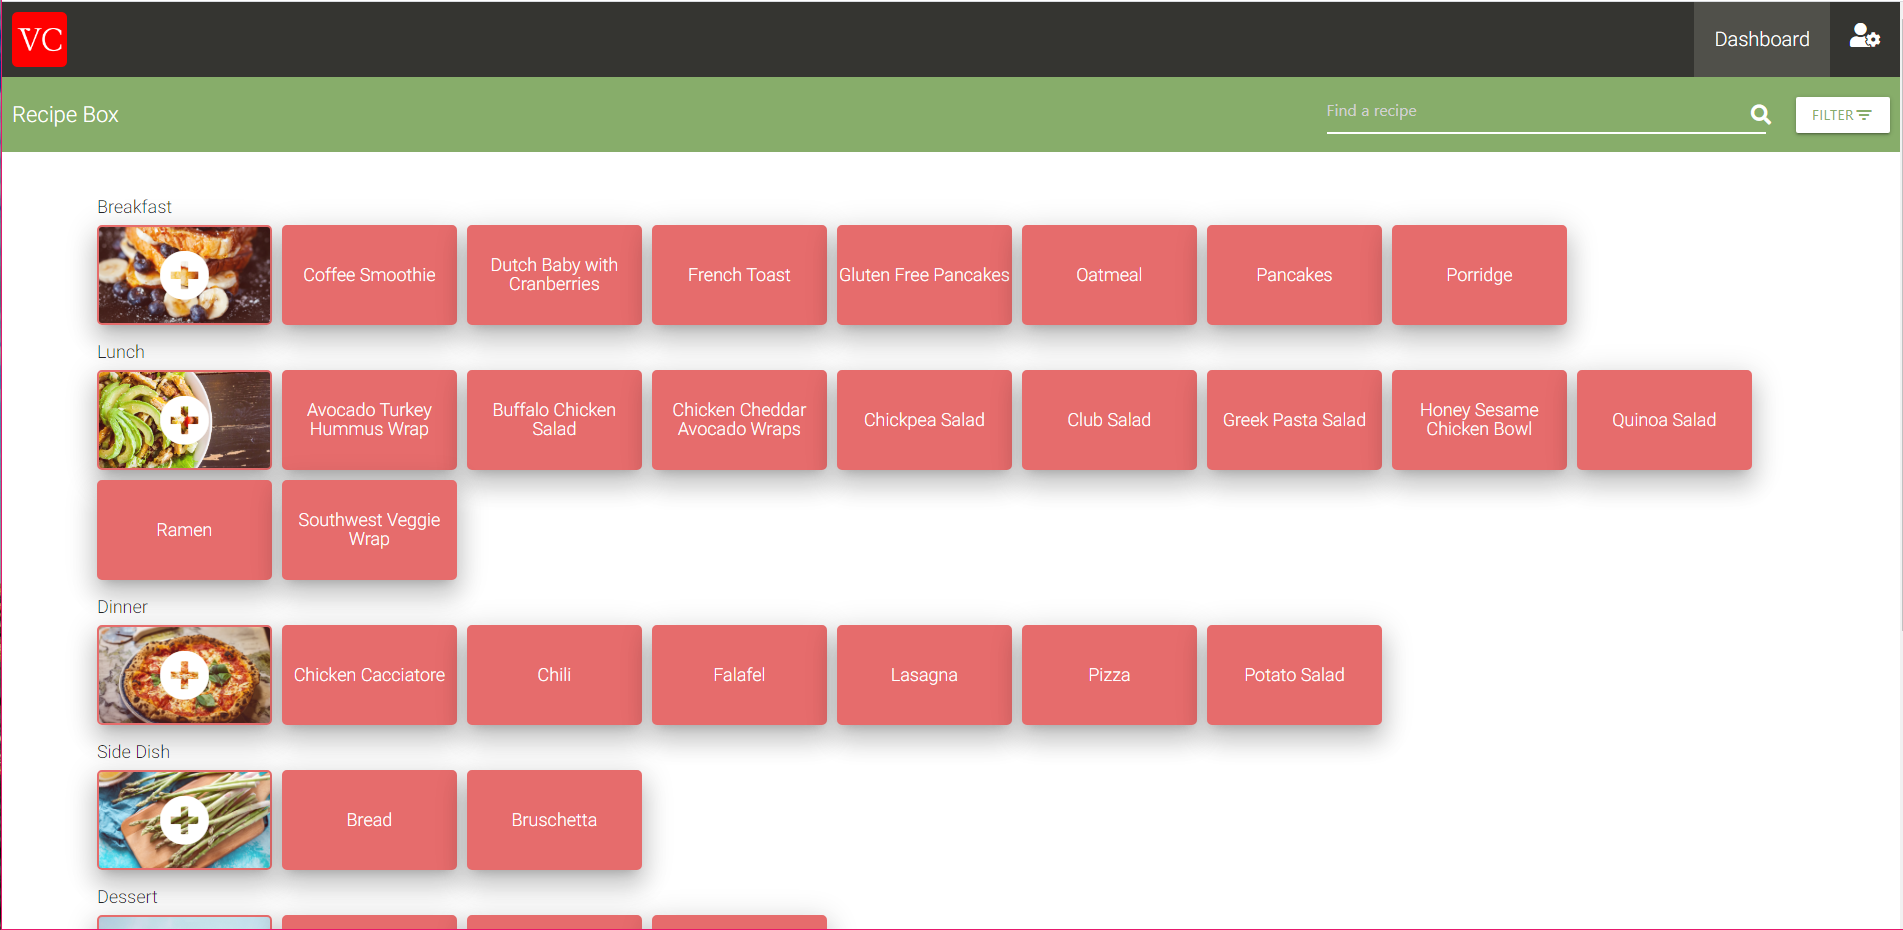 VC
Dashboard
Recipe Box
Find a recipe
FILTER
Breakfast
Coffee Smoothie
Dutch Baby with
Cranberries
French Toast
Gluten Free Pancakes
Oatmeal
Pancakes
Porridge
Lunch
Avocado Turkey
Hummus Wrap
Buffalo Chicken
Salad
Chicken Cheddar
Avocado Wraps
Chickpea Salad
Club Salad
Greek Pasta Salad
Honey Sesame
Chicken Bowl
Quinoa Salad
Ramen
Southwest Veggie
Wrap
Dinner
Chicken Cacciatore
Chili
Falafel
Lasagna
Pizza
Potato Salad
Side Dish
Bread
Bruschetta
Dessert